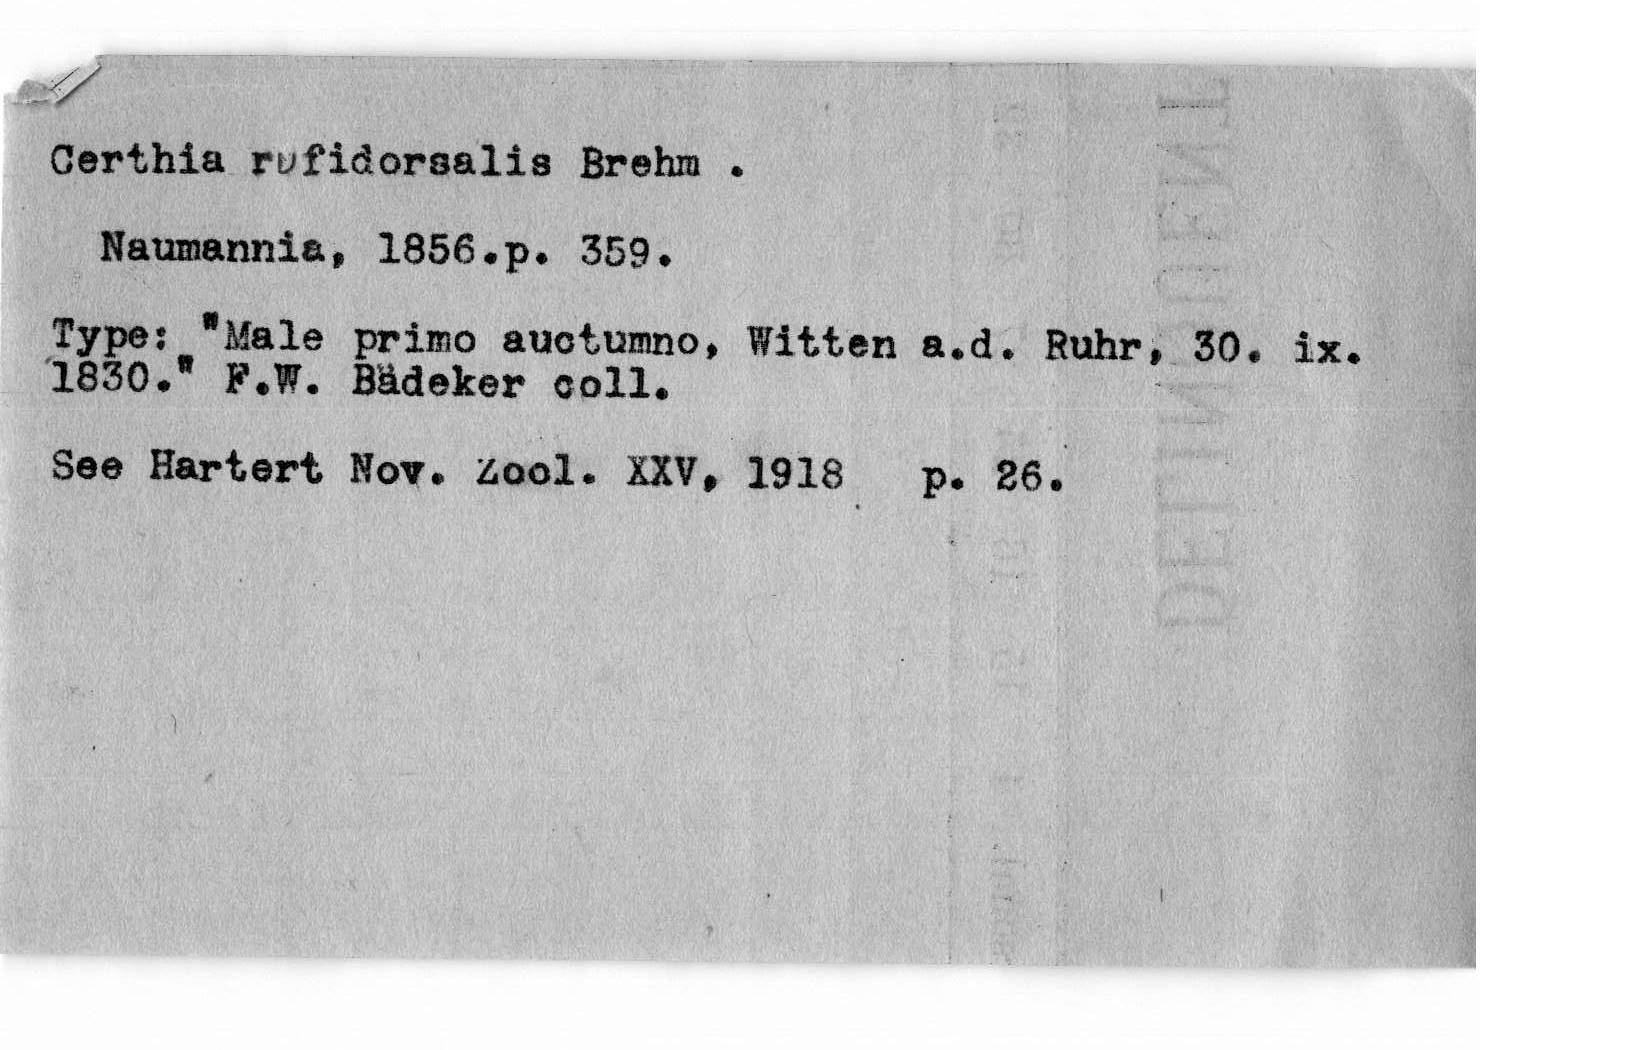 Certhia rufidorsalis Brehm .
Naumannia, 1856.p. 359.
Type: "Male primo auctumno, Witten a.d. Ruhr, 30. ix.
1830." F.W. Bädeker coll.
See Hartert Nov. Zool. XXV, 1918 p. 26.
DELINQUENT